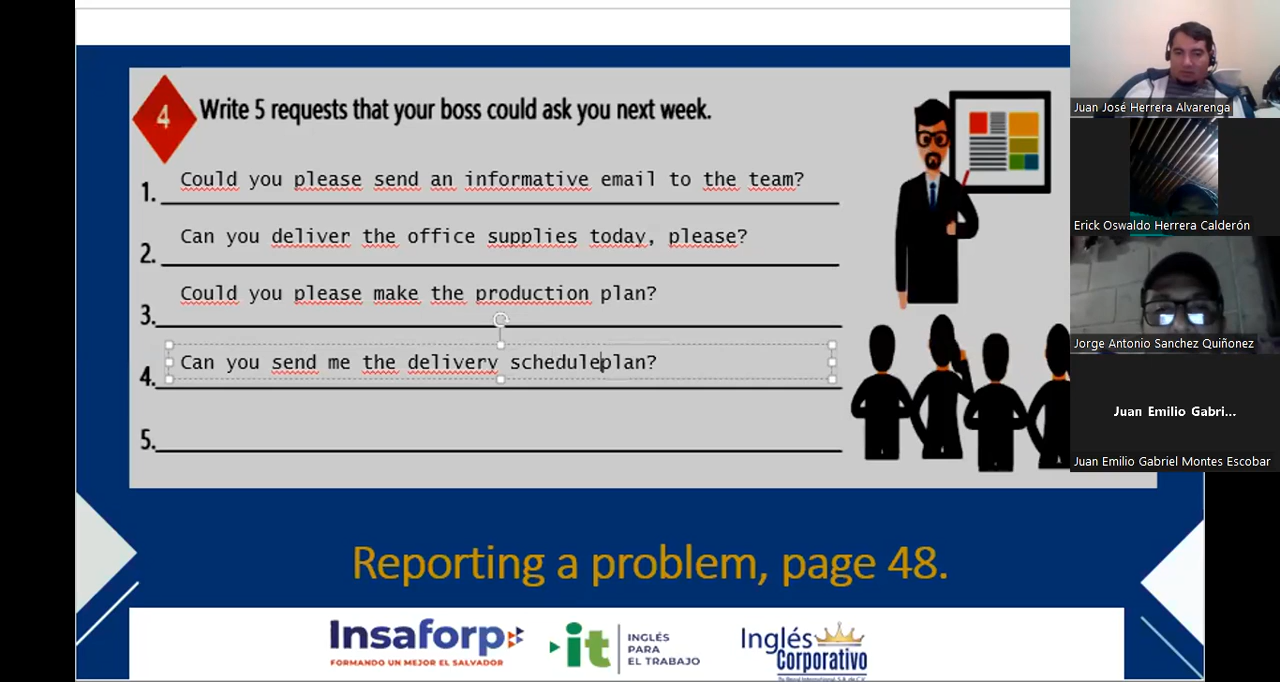 4
Write 5 requests that your boss could ask you next week.
1. Could you please send an informative email to the team?
2. Can you deliver the office supplies today, please?
3. Could you please make the production plan?
4. Can you send me the delivery scheduleplan?
5.
Reporting a problem, page 48.
Insaforp
FORMANDO UN MEJOR EL SALVADOR
it
INGLÉS
PARA
EL TRABAJO
Inglés
Corporativo
Juan José Herrera Alvarenga
Erick Oswaldo Herrera Calderón
Jorge Antonio Sanchez Quiñonez
Juan Emilio Gabri...
Juan Emilio Gabriel Montes Escobar